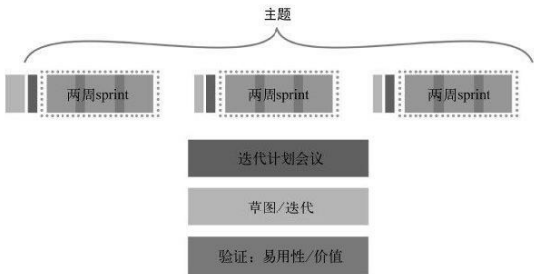 主题
两周sprint
两周sprint
两周sprint
迭代计划会议
草图/迭代
验证：易用性/价值